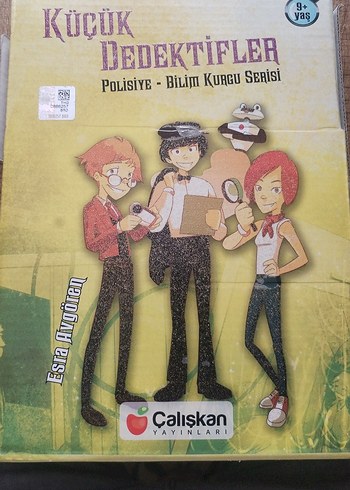 9+
yaş
KÜÇÜK
DEDEKTİFLER
POLİSİYE - BİLİM KURGU SERİSİ
Esra Avgören
Çalışkan
YAYINLARI